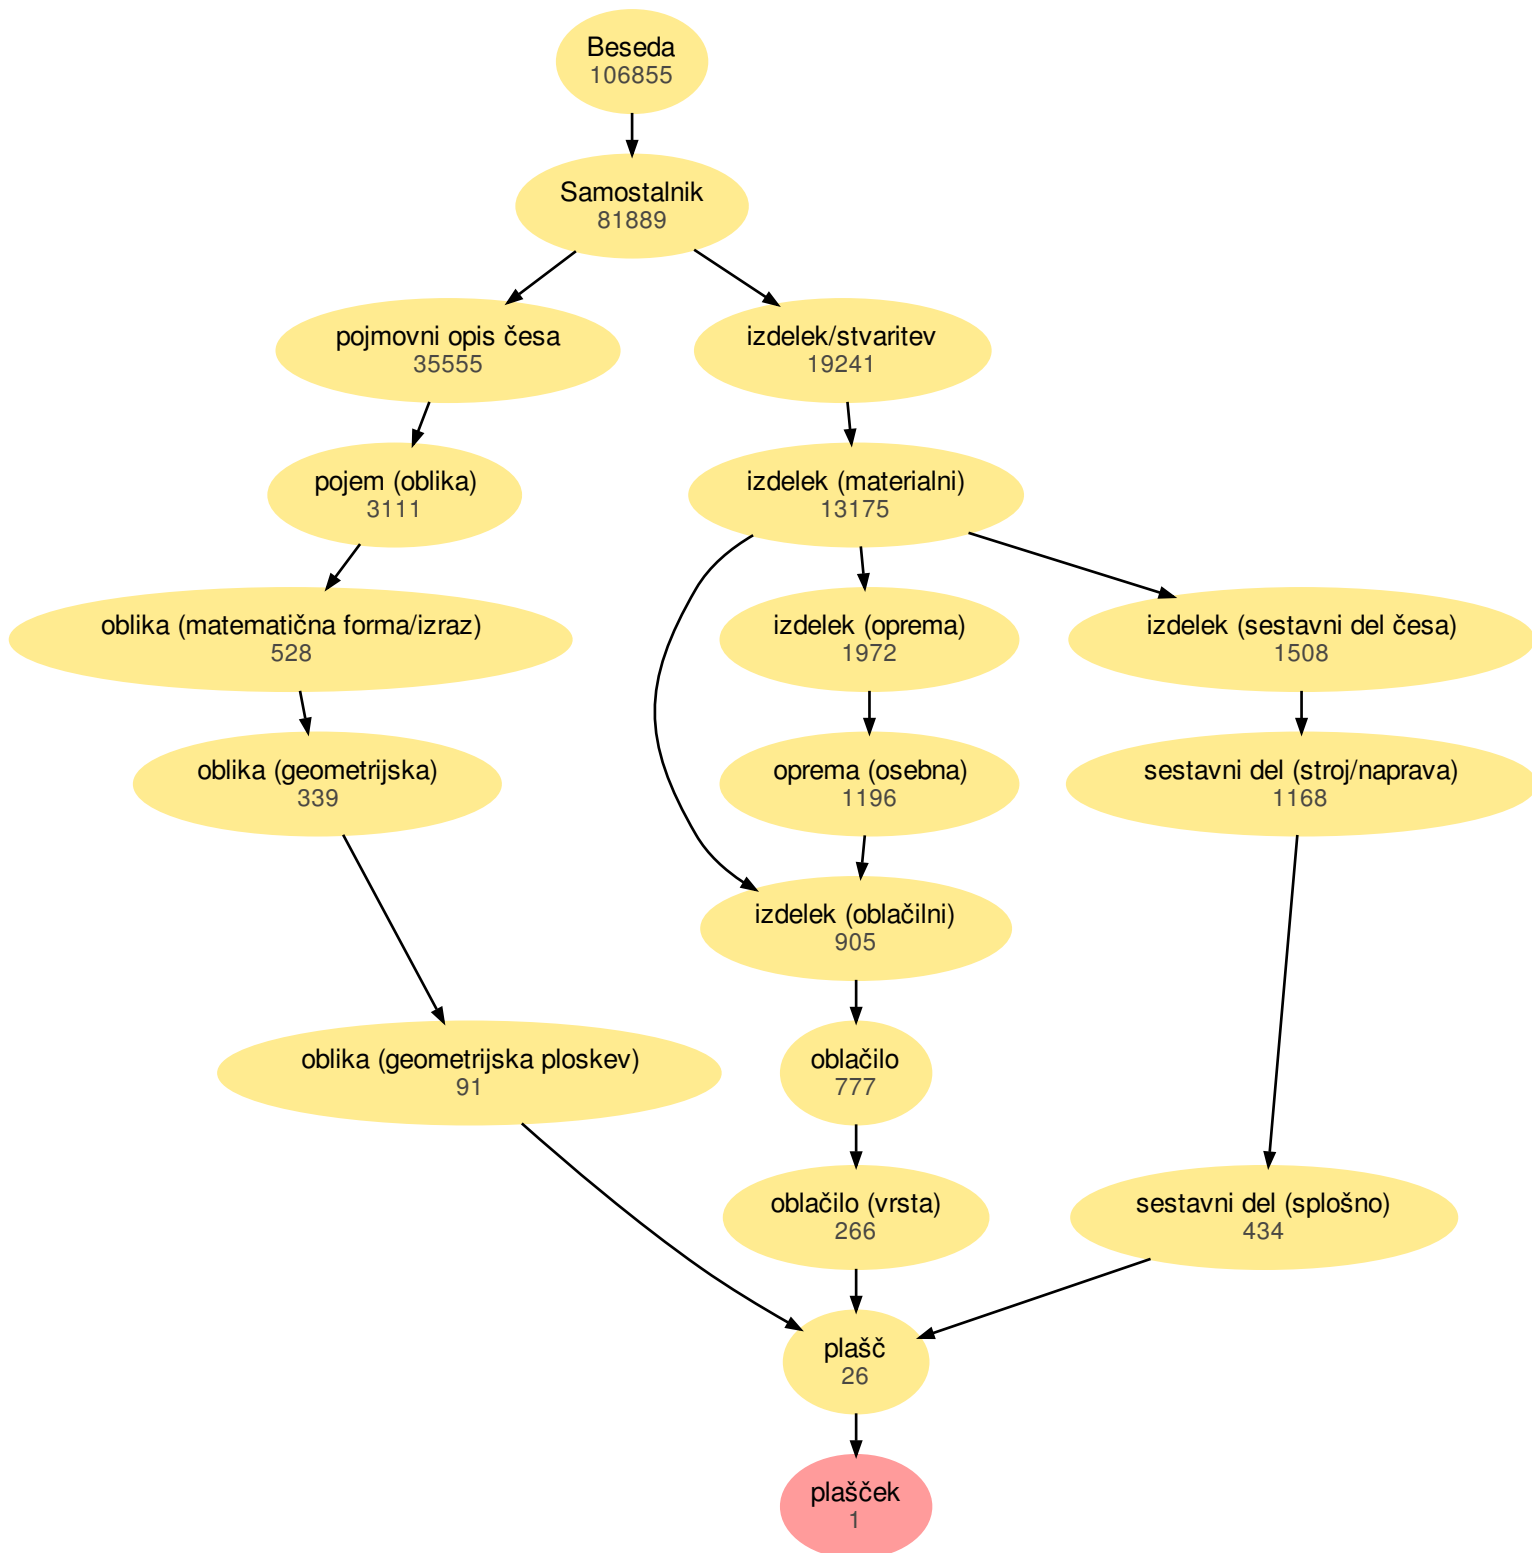 Beseda
106855
Samostalnik
81889
pojmovni opis česa
35555
izdelek/stvaritev
19241
pojem (oblika)
3111
izdelek (materialni)
13175
oblika (matematična forma/izraz)
528
izdelek (oprema)
1972
izdelek (sestavni del česa)
1508
oblika (geometrijska)
339
oprema (osebna)
1196
sestavni del (stroj/naprava)
1168
izdelek (oblačilni)
905
oblika (geometrijska ploskev)
91
oblačilo
777
oblačilo (vrsta)
266
sestavni del (splošno)
434
plašč
26
plašček
1